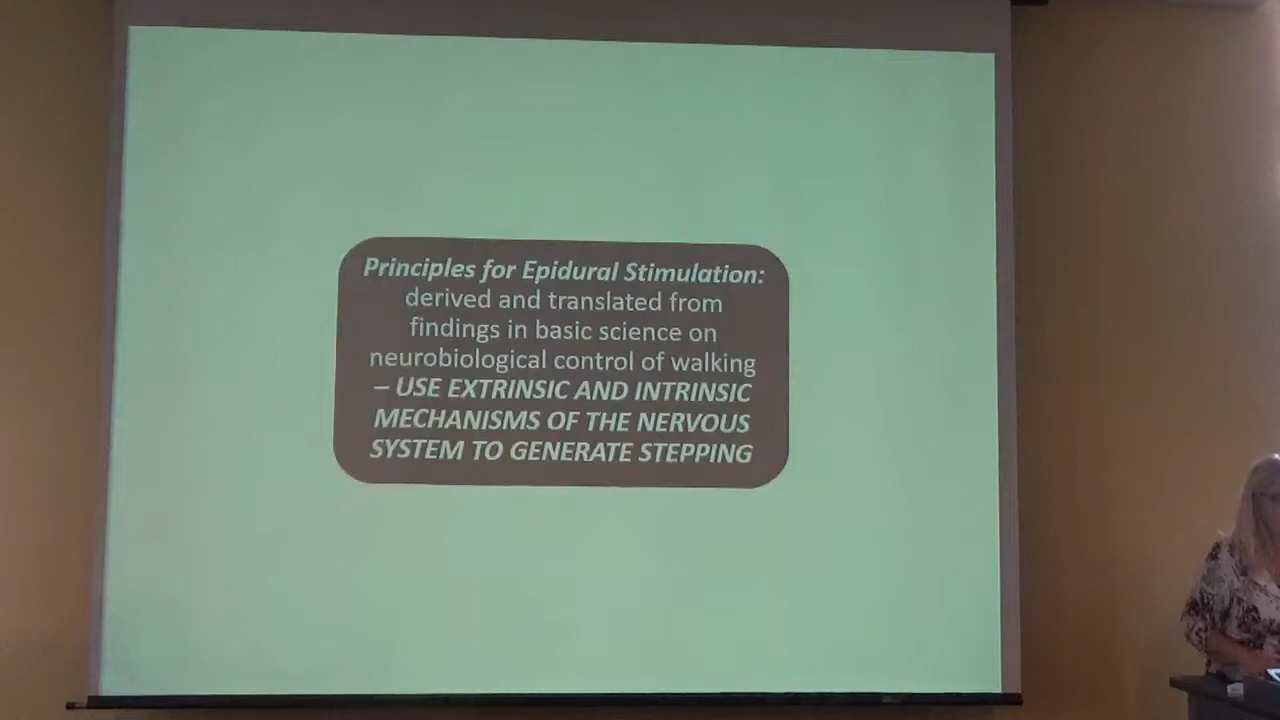 Principles for Epidural Stimulation:
derived and translated from
findings in basic science on
neurobiological control of walking
– USE EXTRINSIC AND INTRINSIC
MECHANISMS OF THE NERVOUS
SYSTEM TO GENERATE STEPPING